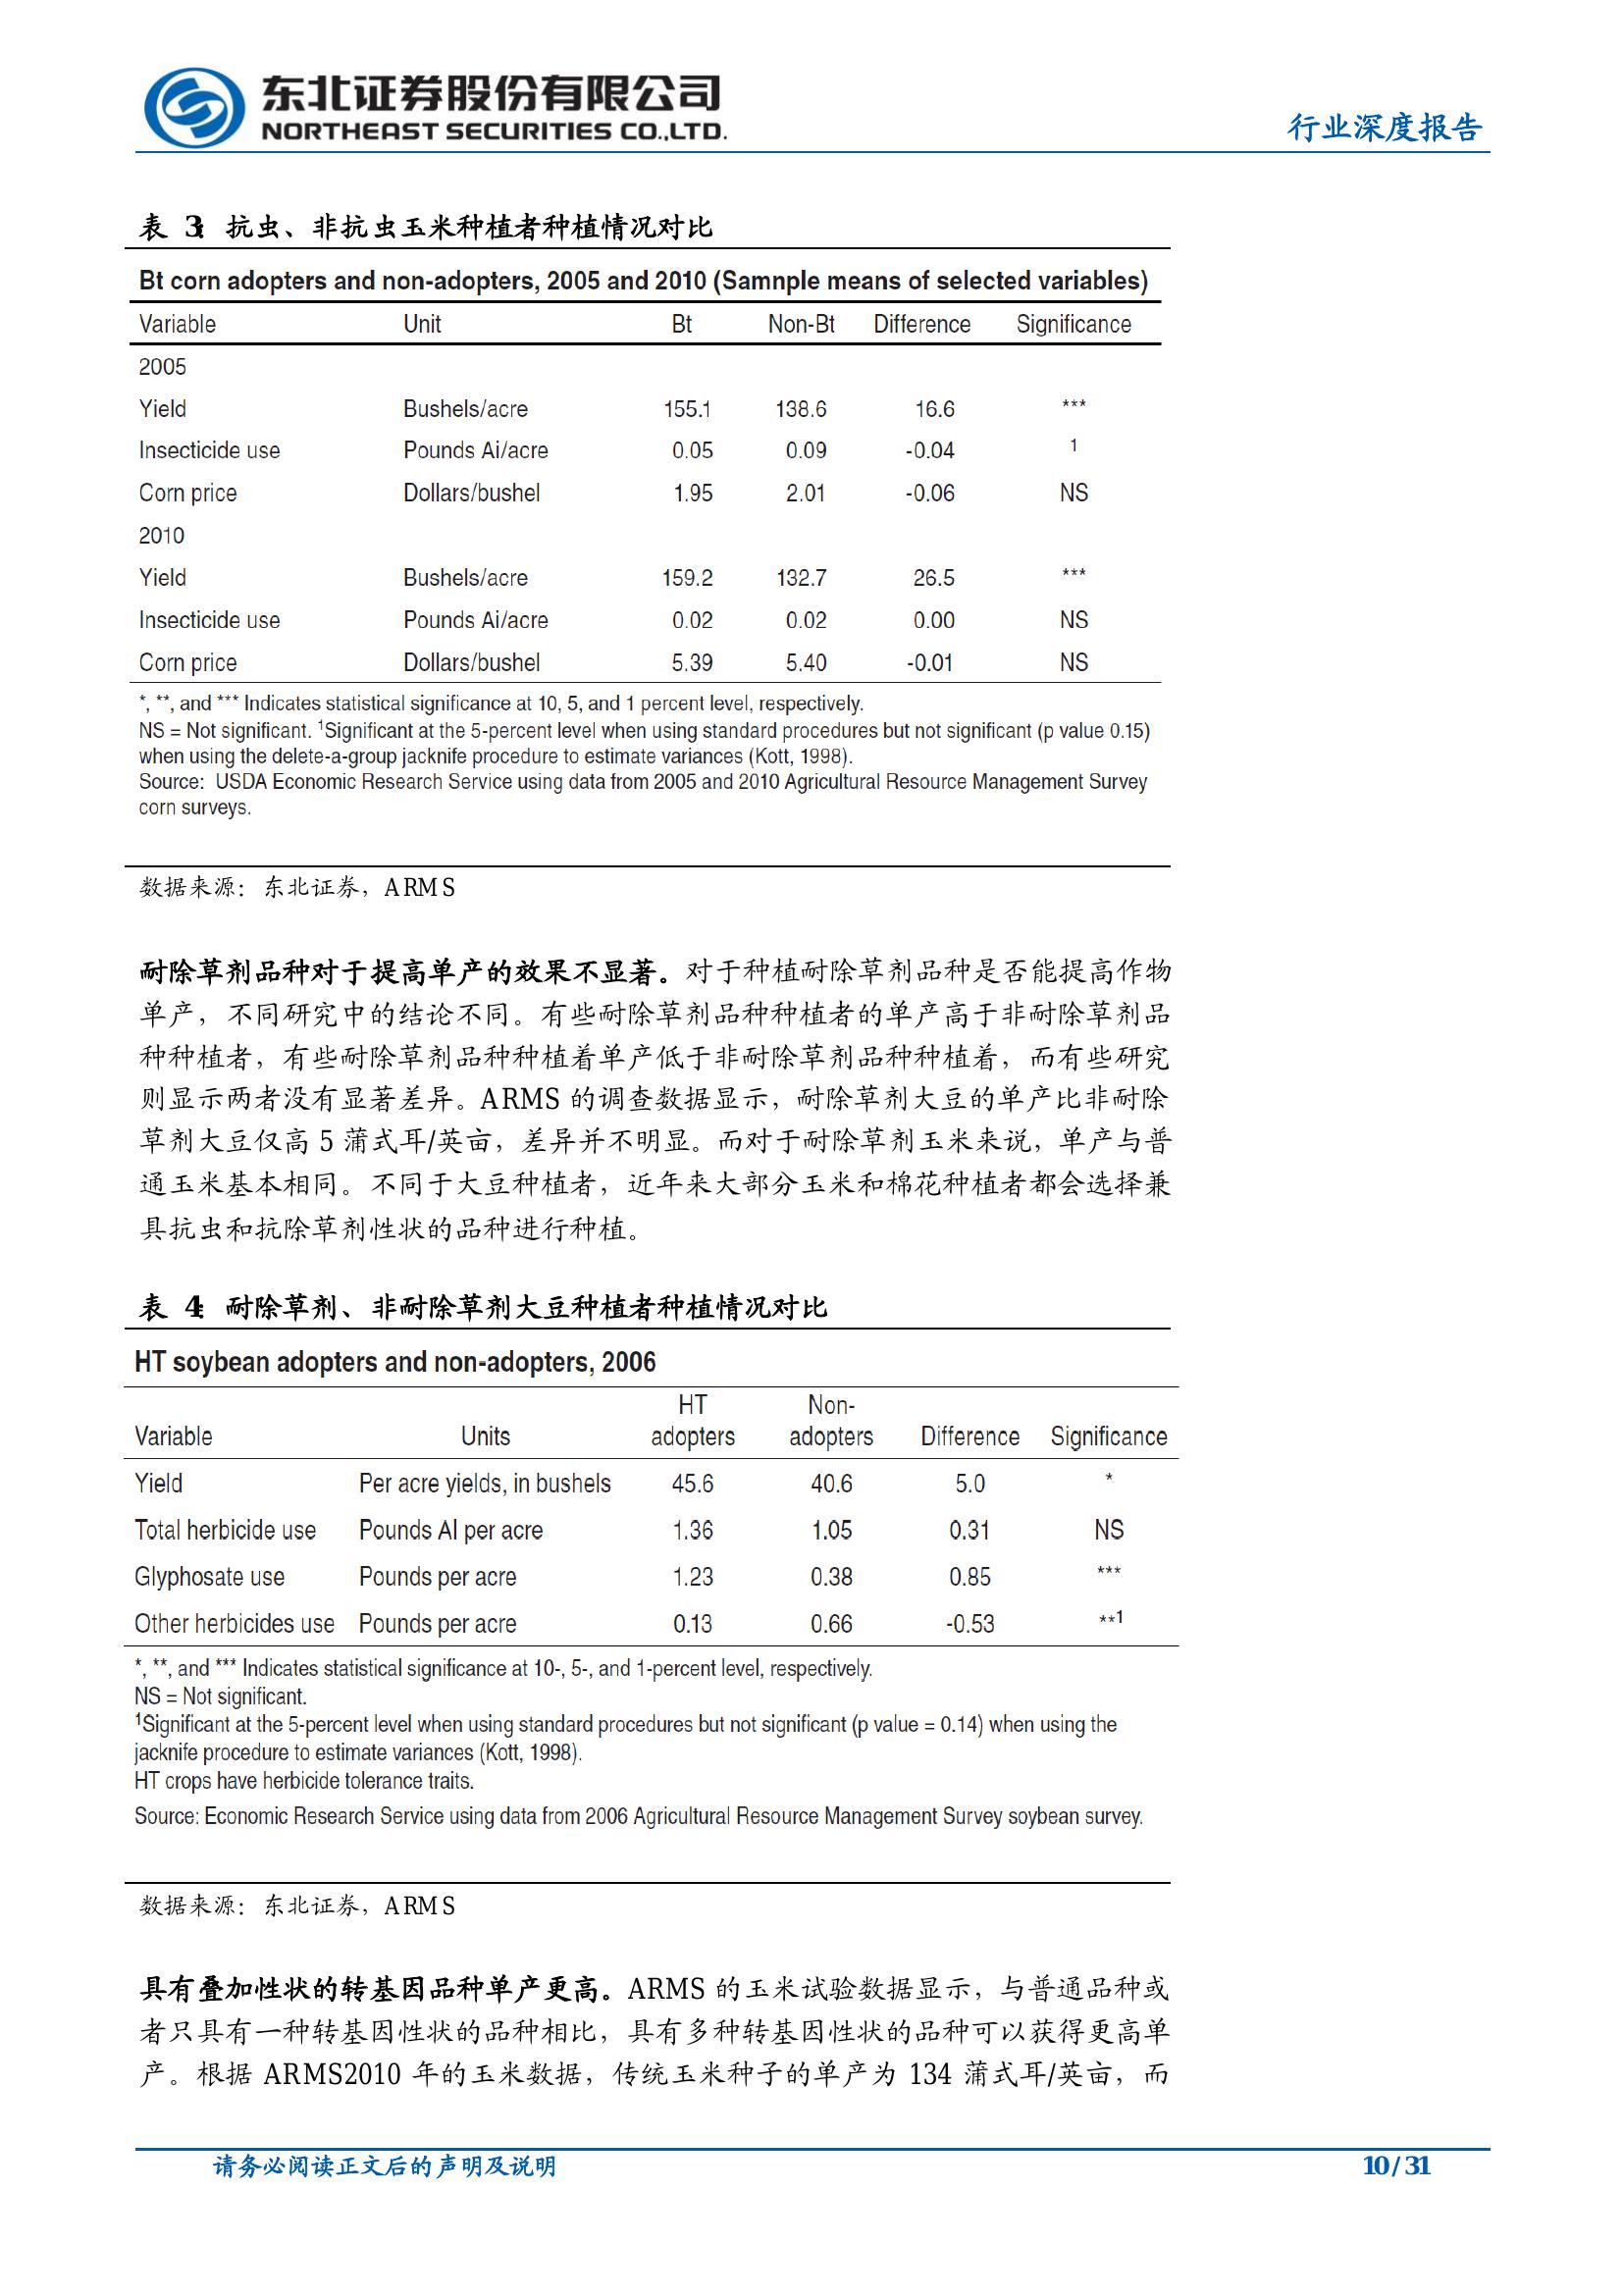 东北证券股份有限公司
NORTHEAST SECURITIES CO.,LTD.
行业深度报告
表 3: 抗虫、非抗虫玉米种植者种植情况对比
Bt corn adopters and non-adopters, 2005 and 2010 (Samnple means of selected variables)
Variable Unit Bt Non-Bt Difference Significance
2005
Yield Bushels/acre 155.1 138.6 16.6 ***
Insecticide use Pounds Ai/acre 0.05 0.09 -0.04 1
Corn price Dollars/bushel 1.95 2.01 -0.06 NS
2010
Yield Bushels/acre 159.2 132.7 26.5 ***
Insecticide use Pounds Ai/acre 0.02 0.02 0.00 NS
Corn price Dollars/bushel 5.39 5.40 -0.01 NS
*, **, and *** Indicates statistical significance at 10, 5, and 1 percent level, respectively.
NS = Not significant. 1Significant at the 5-percent level when using standard procedures but not significant (p value 0.15)
when using the delete-a-group jacknife procedure to estimate variances (Kott, 1998).
Source: USDA Economic Research Service using data from 2005 and 2010 Agricultural Resource Management Survey
corn surveys.
数据来源：东北证券，ARMS
耐除草剂品种对于提高单产的效果不显著。对于种植耐除草剂品种是否能提高作物
单产，不同研究中的结论不同。有些耐除草剂品种种植者的单产高于非耐除草剂品
种种植者，有些耐除草剂品种种植着单产低于非耐除草剂品种种植着，而有些研究
则显示两者没有显著差异。ARMS 的调查数据显示，耐除草剂大豆的单产比非耐除
草剂大豆仅高 5 蒲式耳/英亩，差异并不明显。而对于耐除草剂玉米来说，单产与普
通玉米基本相同。不同于大豆种植者，近年来大部分玉米和棉花种植者都会选择兼
具抗虫和抗除草剂性状的品种进行种植。
表 4: 耐除草剂、非耐除草剂大豆种植者种植情况对比
HT soybean adopters and non-adopters, 2006
HT Non-
Variable Units adopters adopters Difference Significance
Yield Per acre yields, in bushels 45.6 40.6 5.0 *
Total herbicide use Pounds AI per acre 1.36 1.05 0.31 NS
Glyphosate use Pounds per acre 1.23 0.38 0.85 ***
Other herbicides use Pounds per acre 0.13 0.66 -0.53 **1
*, **, and *** Indicates statistical significance at 10-, 5-, and 1-percent level, respectively.
NS = Not significant.
1Significant at the 5-percent level when using standard procedures but not significant (p value = 0.14) when using the
jacknife procedure to estimate variances (Kott, 1998).
HT crops have herbicide tolerance traits.
Source: Economic Research Service using data from 2006 Agricultural Resource Management Survey soybean survey.
数据来源：东北证券，ARMS
具有叠加性状的转基因品种单产更高。ARMS 的玉米试验数据显示，与普通品种或
者只具有一种转基因性状的品种相比，具有多种转基因性状的品种可以获得更高单
产。根据 ARMS2010 年的玉米数据，传统玉米种子的单产为 134 蒲式耳/英亩，而
请务必阅读正文后的声明及说明
10 / 31